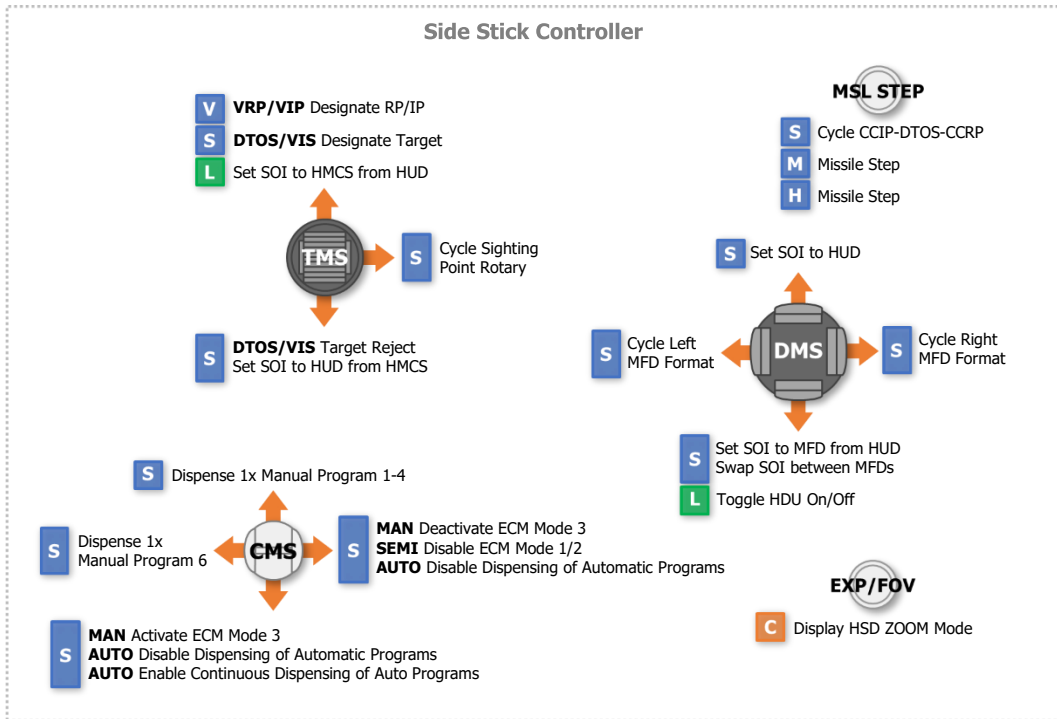 Side Stick Controller
V VRP/VIP Designate RP/IP
S DTOS/VIS Designate Target
L Set SOI to HMCS from HUD
TMS
S Cycle Sighting
Point Rotary
S DTOS/VIS Target Reject
Set SOI to HUD from HMCS
MSL STEP
S Cycle CCIP-DTOS-CCRP
M Missile Step
H Missile Step
S Set SOI to HUD
S Cycle Left
MFD Format
DMS
S Cycle Right
MFD Format
S Set SOI to MFD from HUD
Swap SOI between MFDs
L Toggle HDU On/Off
S Dispense 1x Manual Program 1-4
S Dispense 1x
Manual Program 6
CMS
S MAN Deactivate ECM Mode 3
SEMI Disable ECM Mode 1/2
AUTO Disable Dispensing of Automatic Programs
S MAN Activate ECM Mode 3
AUTO Disable Dispensing of Automatic Programs
AUTO Enable Continuous Dispensing of Auto Programs
EXP/FOV
C Display HSD ZOOM Mode